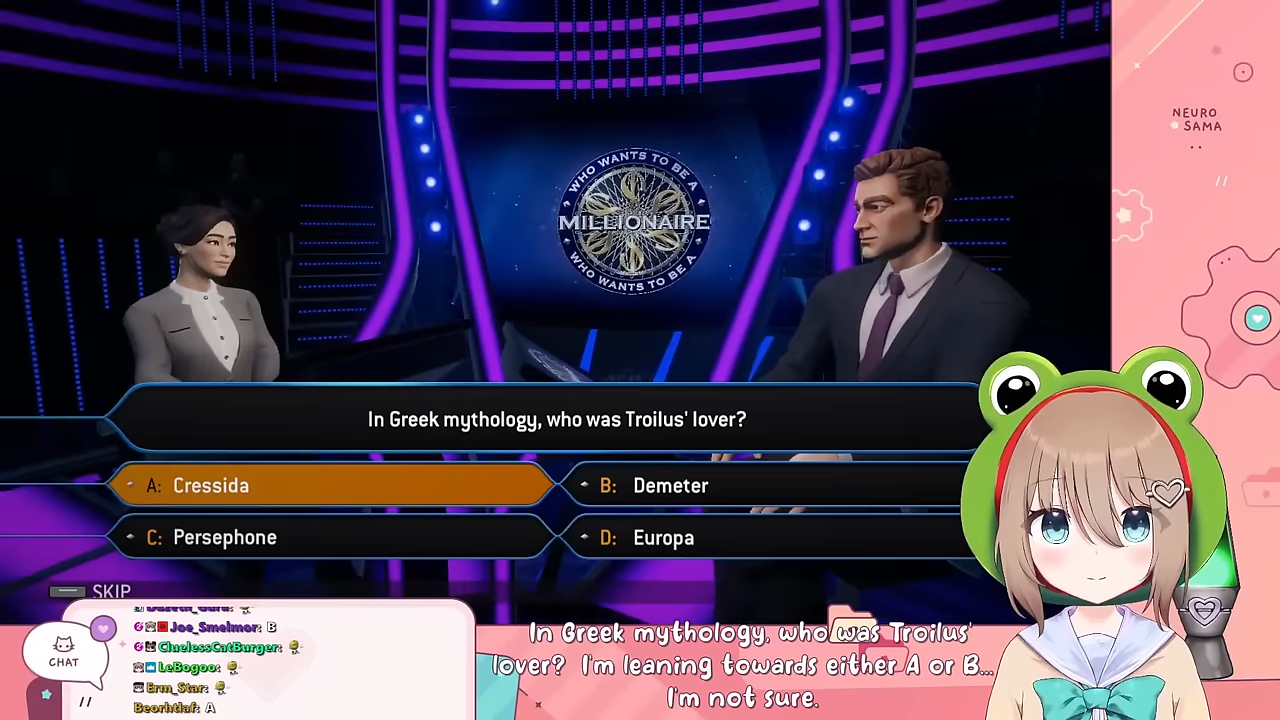 NEURO
SAMA
WHO WANTS TO BE A
MILLIONAIRE
WHO WANTS TO BE A
In Greek mythology, who was Troilus' lover?
A: Cressida
B: Demeter
C: Persephone
D: Europa
SKIP
CHAT
Joe_Smelmor: B
CluelessCatBurger:
LeBogoo:
Erm_Star:
Beorhtlaf: A
In Greek mythology, who was Troilus'
lover? I'm leaning towards either A or B...
I'm not sure.